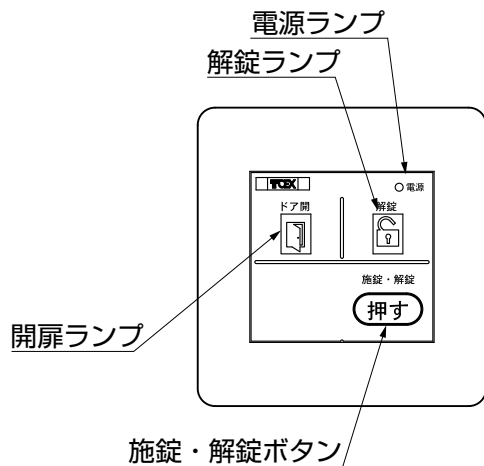 電源ランプ
解錠ランプ
TOEX
電源
ドア開
解錠
施錠・解錠
押す
開扉ランプ
施錠・解錠ボタン